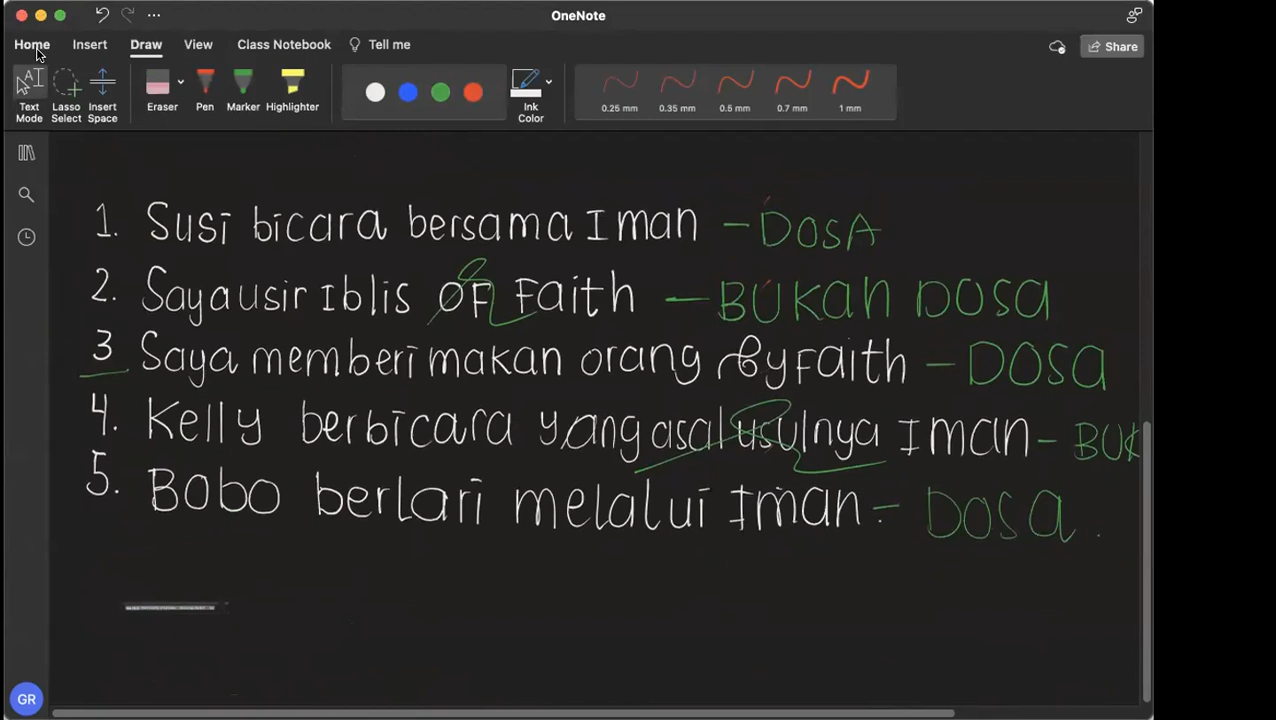 OneNote
Home Insert Draw View Class Notebook Tell me Share
Text Mode Lasso Select Insert Space Eraser Pen Marker Highlighter Ink Color 0.25 mm 0.35 mm 0.5 mm 0.7 mm 1 mm
1. Susi bicara bersama Iman - DOSA
2. Saya usir Iblis OF Faith - BUKAN DOSA
3 Saya memberi makan orang By Faith - DOSA
4. Kelly berbicara yang asal usulnya Iman - BUK
5. Bobo berlari melalui Iman - DOSA.
GR